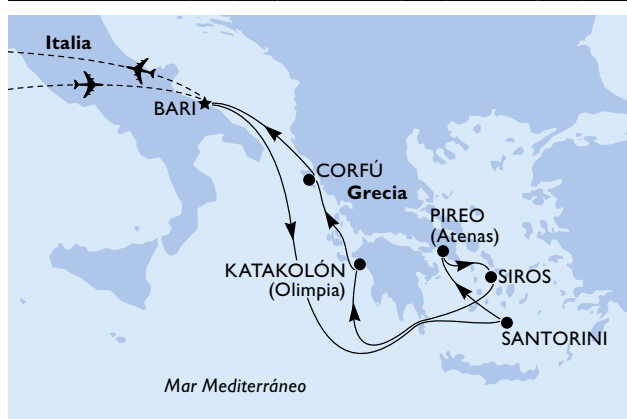 Italia
BARI
CORFÚ
Grecia
PIREO
(Atenas)
KATAKOLÓN
(Olimpia)
SIROS
SANTORINI
Mar Mediterráneo